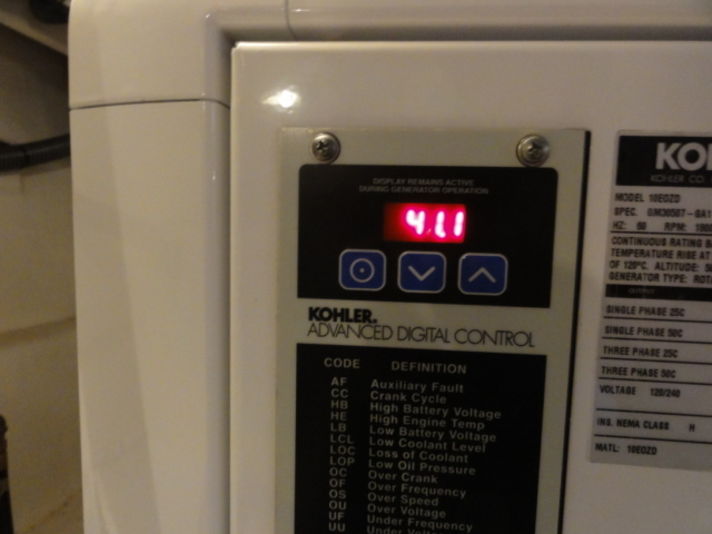 DISPLAY REMAINS ACTIVE
DURING GENERATOR OPERATION
KOHLER.
ADVANCED DIGITAL CONTROL
CODE DEFINITION
AF Auxiliary Fault
CC Crank Cycle
HB High Battery Voltage
HE High Engine Temp
LB Low Battery Voltage
LCL Low Coolant Level
LOC Loss of Coolant
LOP Low Oil Pressure
OC Over Crank
OF Over Frequency
OS Over Speed
OU Over Voltage
UF Under Frequency
UU Under
KO
KOHLER CO.
MODEL 10EOZD
SPEC.
HZ: 60 RPM:
CONTINUOUS RATING
TEMPERATURE RISE AT
OF 120°C. ALTITUDE:
GENERATOR TYPE:
SINGLE PHASE 25C
SINGLE PHASE 50C
THREE PHASE 25C
THREE PHASE 50C
VOLTAGE 120/240
INS. NEMA CLASS H
MATL: 10EOZD